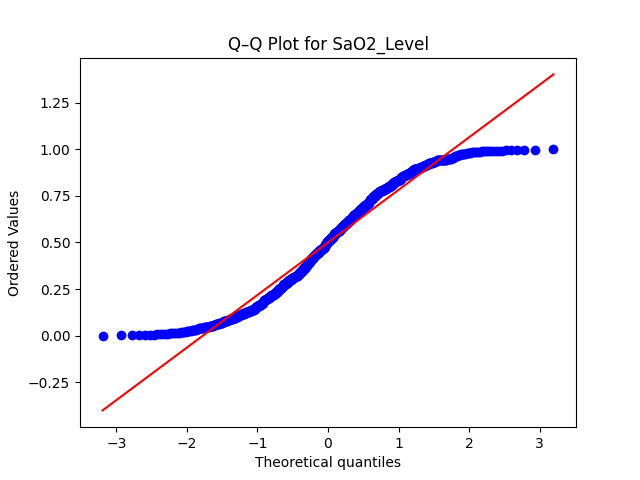 Q–Q Plot for SaO2_Level
Ordered Values
1.25
1.00
0.75
0.50
0.25
0.00
−0.25
−3 −2 −1 0 1 2 3
Theoretical quantiles